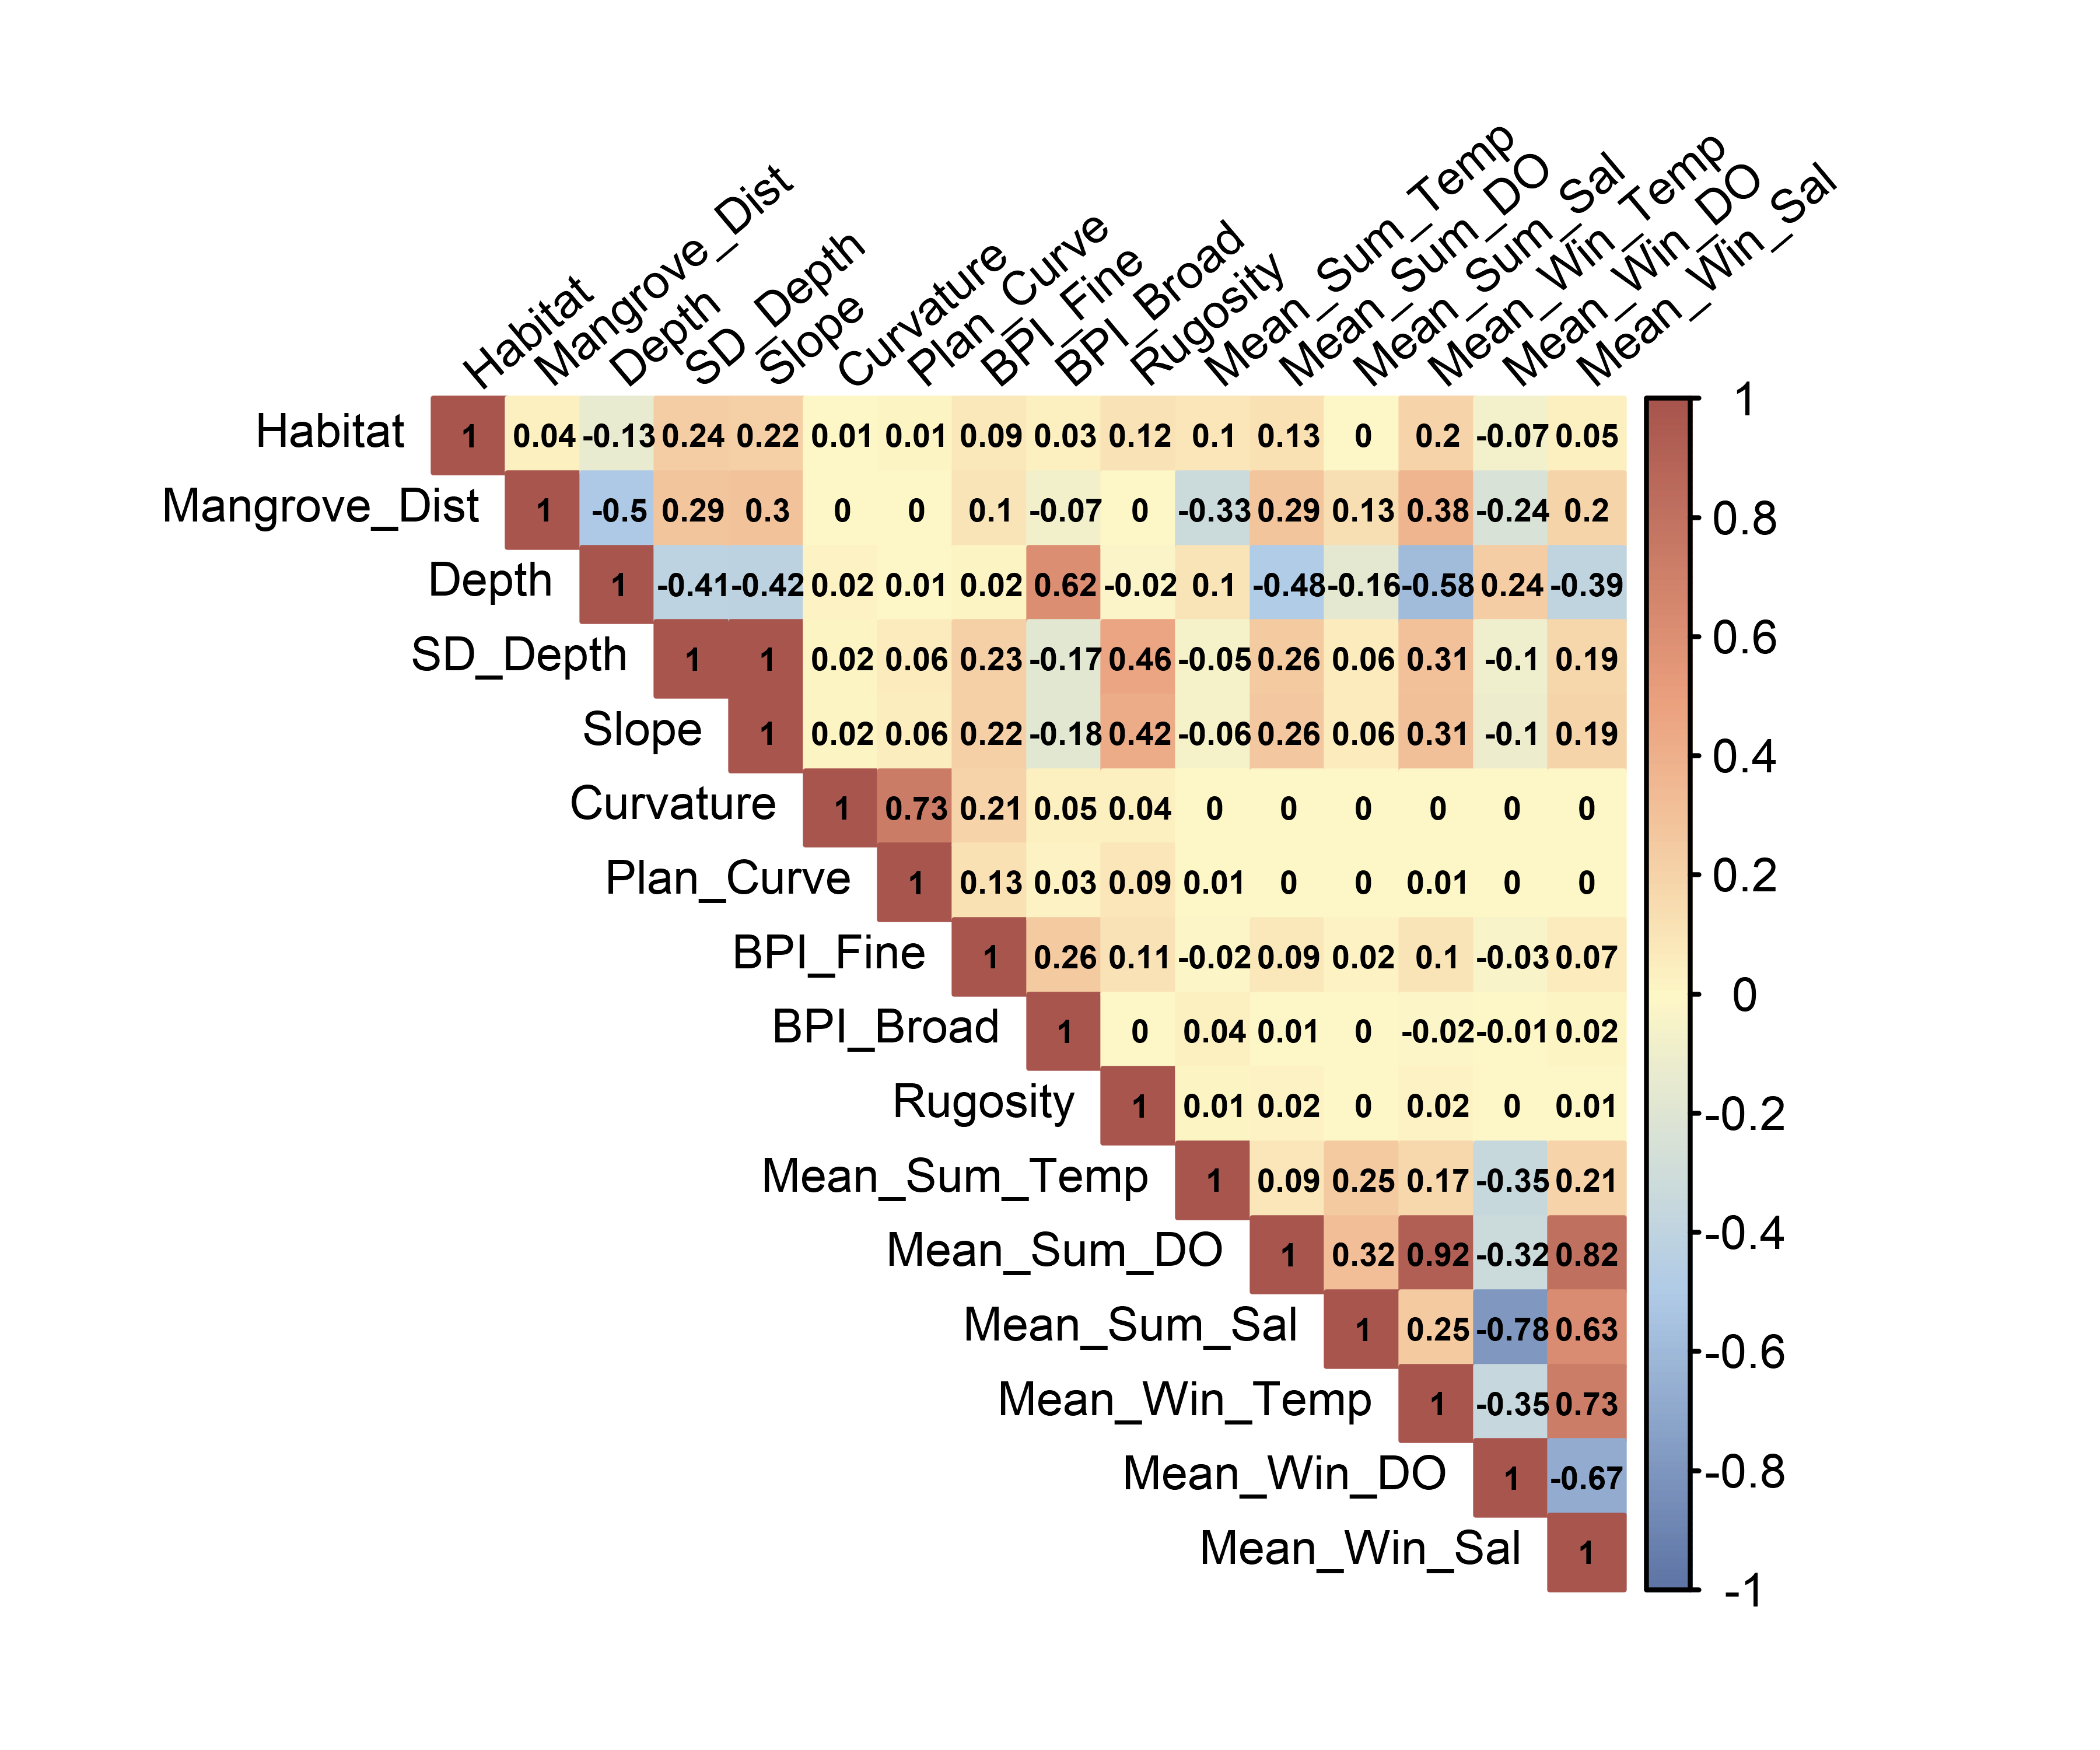 Habitat
Mangrove_Dist
Depth
SD_Depth
Slope
Curvature
Plan_Curve
BPI_Fine
BPI_Broad
Rugosity
Mean_Sum_Temp
Mean_Sum_DO
Mean_Sum_Sal
Mean_Win_Temp
Mean_Win_DO
Mean_Win_Sal
Habitat 1 0.04 -0.13 0.24 0.22 0.01 0.01 0.09 0.03 0.12 0.1 0.13 0 0.2 -0.07 0.05
Mangrove_Dist 1 -0.5 0.29 0.3 0 0 0.1 -0.07 0 -0.33 0.29 0.13 0.38 -0.24 0.2
Depth 1 -0.41 -0.42 0.02 0.01 0.02 0.62 -0.02 0.1 -0.48 -0.16 -0.58 0.24 -0.39
SD_Depth 1 1 0.02 0.06 0.23 -0.17 0.46 -0.05 0.26 0.06 0.31 -0.1 0.19
Slope 1 0.02 0.06 0.22 -0.18 0.42 -0.06 0.26 0.06 0.31 -0.1 0.19
Curvature 1 0.73 0.21 0.05 0.04 0 0 0 0 0 0
Plan_Curve 1 0.13 0.03 0.09 0.01 0 0 0.01 0 0
BPI_Fine 1 0.26 0.11 -0.02 0.09 0.02 0.1 -0.03 0.07
BPI_Broad 1 0 0.04 0.01 0 -0.02 -0.01 0.02
Rugosity 1 0.01 0.02 0 0.02 0 0.01
Mean_Sum_Temp 1 0.09 0.25 0.17 -0.35 0.21
Mean_Sum_DO 1 0.32 0.92 -0.32 0.82
Mean_Sum_Sal 1 0.25 -0.78 0.63
Mean_Win_Temp 1 -0.35 0.73
Mean_Win_DO 1 -0.67
Mean_Win_Sal 1
1
0.8
0.6
0.4
0.2
0
-0.2
-0.4
-0.6
-0.8
-1